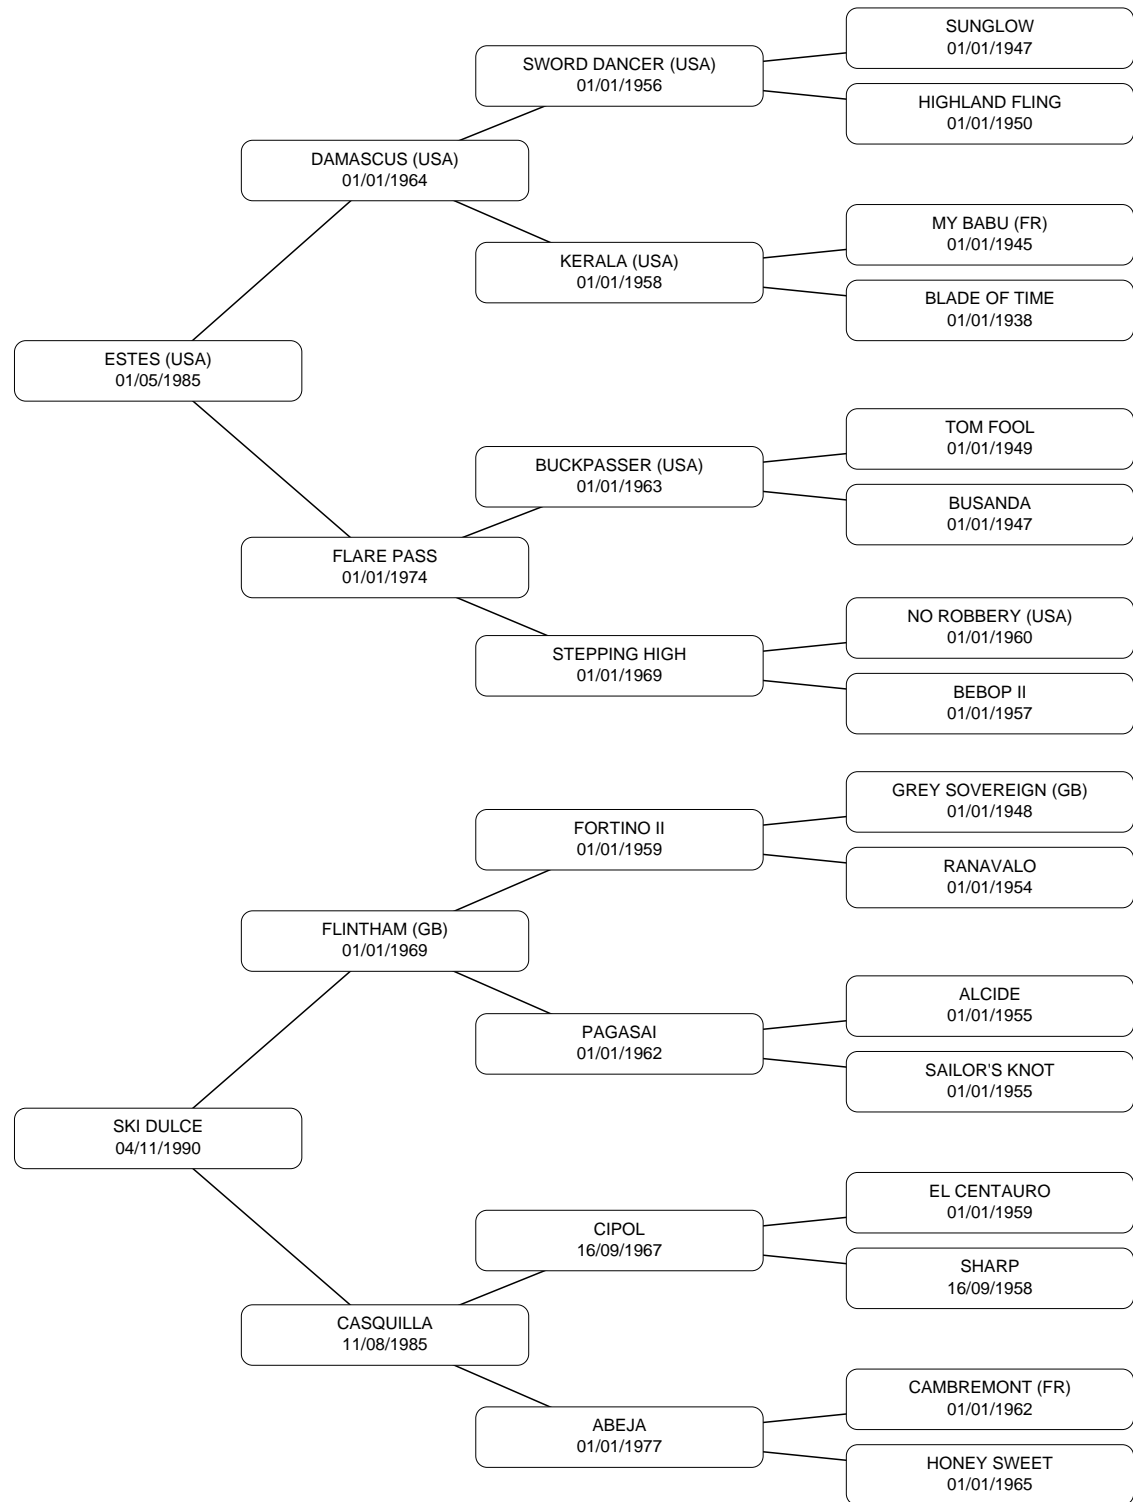 SUNGLOW
01/01/1947
SWORD DANCER (USA)
01/01/1956
HIGHLAND FLING
01/01/1950
DAMASCUS (USA)
01/01/1964
MY BABU (FR)
01/01/1945
KERALA (USA)
01/01/1958
BLADE OF TIME
01/01/1938
ESTES (USA)
01/05/1985
TOM FOOL
01/01/1949
BUCKPASSER (USA)
01/01/1963
BUSANDA
01/01/1947
FLARE PASS
01/01/1974
NO ROBBERY (USA)
01/01/1960
STEPPING HIGH
01/01/1969
BEBOP II
01/01/1957
GREY SOVEREIGN (GB)
01/01/1948
FORTINO II
01/01/1959
RANAVALO
01/01/1954
FLINTHAM (GB)
01/01/1969
ALCIDE
01/01/1955
PAGASAI
01/01/1962
SAILOR'S KNOT
01/01/1955
SKI DULCE
04/11/1990
EL CENTAURO
01/01/1959
CIPOL
16/09/1967
SHARP
16/09/1958
CASQUILLA
11/08/1985
CAMBREMONT (FR)
01/01/1962
ABEJA
01/01/1977
HONEY SWEET
01/01/1965